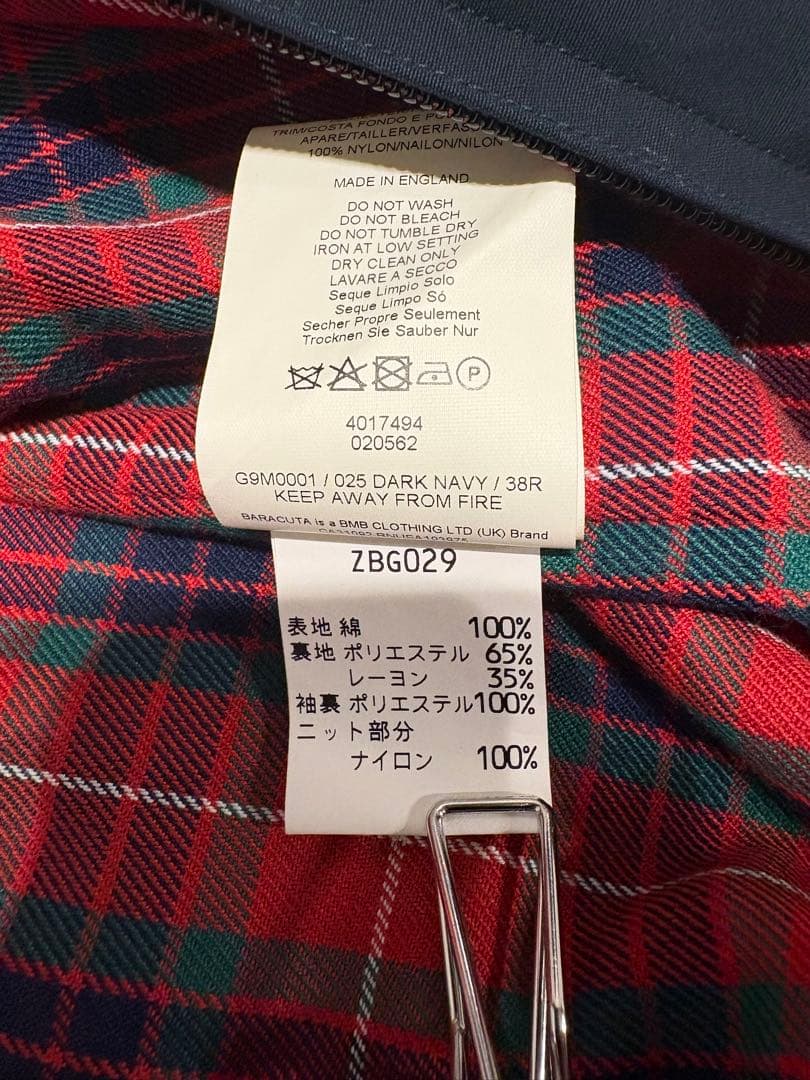 TRIM/COSTA FONDO E
APARE/TAILLER/
100% NYLON/NAILON/NILON
MADE IN ENGLAND
DO NOT WASH
DO NOT BLEACH
DO NOT TUMBLE DRY
IRON AT LOW SETTING
DRY CLEAN ONLY
LAVARE A SECCO
Seque Limpio Solo
Seque Limpo Só
Secher Propre Seulement
Trocknen Sie Sauber Nur
P
4017494
020562
G9M0001 / 025 DARK NAVY / 38R
KEEP AWAY FROM FIRE
BARACUTA is a BMB CLOTHING LTD (UK) Brand
ZBG029
表地 綿 100%
裏地 ポリエステル 65%
レーヨン 35%
袖裏 ポリエステル100%
ニット部分
ナイロン 100%